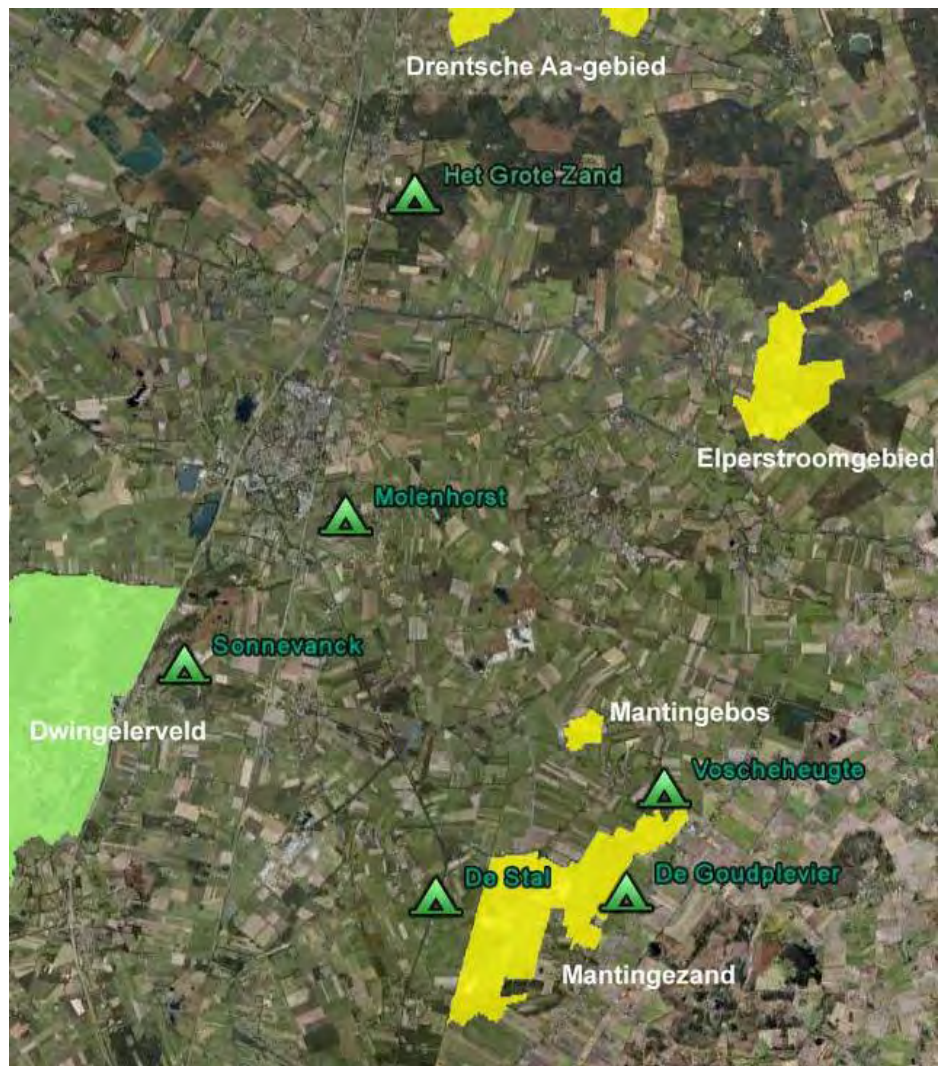 Drentsche Aa-gebied
Het Grote Zand
Elperstroomgebied
Molenhorst
Sonnevanck
Dwingelerveld
Mantingebos
Voscheheugte
De Stal
De Goudplevier
Mantingezand